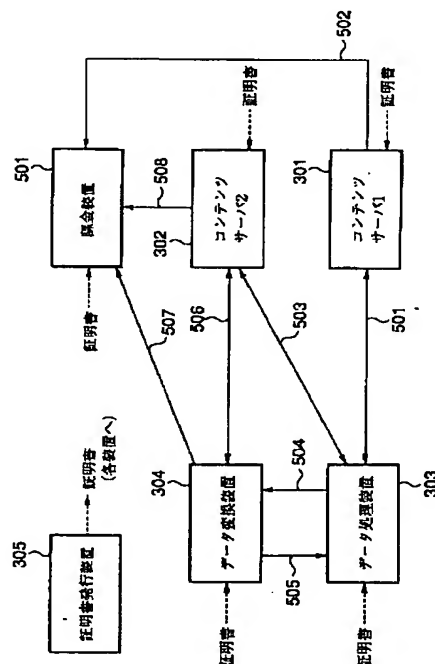 305
証明書発行装置
証明書
(各装置へ)
501
課金装置
証明書
502
508
302
コンテンツ
サーバ2
証明書
301
コンテンツ
サーバ1
証明書
507
506
503
501
304
データ変換装置
証明書
504
505
303
データ処理装置
証明書